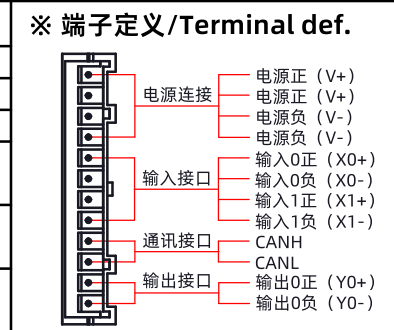 ※ 端子定义/Terminal def.
电源连接
电源正（V+）
电源正（V+）
电源负（V-）
电源负（V-）
输入接口
输入0正（X0+）
输入0负（X0-）
输入1正（X1+）
输入1负（X1-）
通讯接口
CANH
CANL
输出接口
输出0正（Y0+）
输出0负（Y0-）